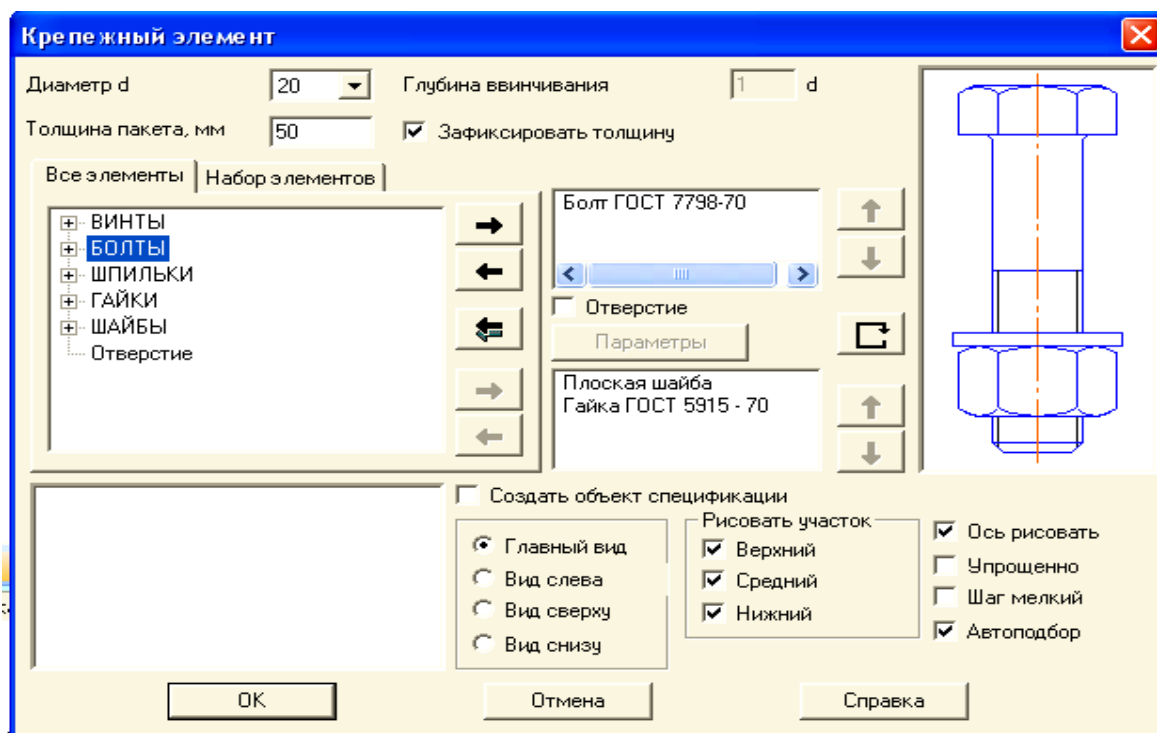 Крепежный элемент
Диаметр d 20 Глубина ввинчивания 1 d
Толщина пакета, мм 50 Зафиксировать толщину
Все элементы Набор элементов
ВИНТЫ
БОЛТЫ
ШПИЛЬКИ
ГАЙКИ
ШАЙБЫ
Отверстие
Болт ГОСТ 7798-70
Отверстие
Параметры
Плоская шайба
Гайка ГОСТ 5915 - 70
Создать объект спецификации
Главный вид
Вид слева
Вид сверху
Вид снизу
Рисовать участок
Верхний
Средний
Нижний
Ось рисовать
Упрощенно
Шаг мелкий
Автоподбор
OK Отмена Справка